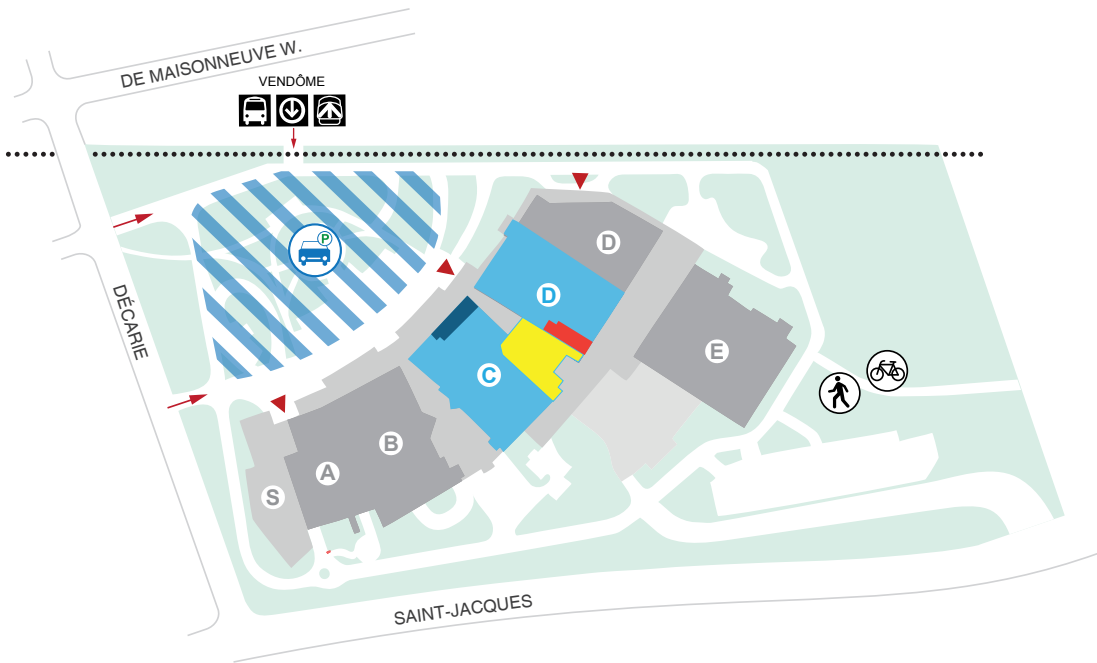 DE MAISONNEUVE W.
VENDÔME
P
DÉCARIE
D
D
C
E
B
A
S
SAINT-JACQUES